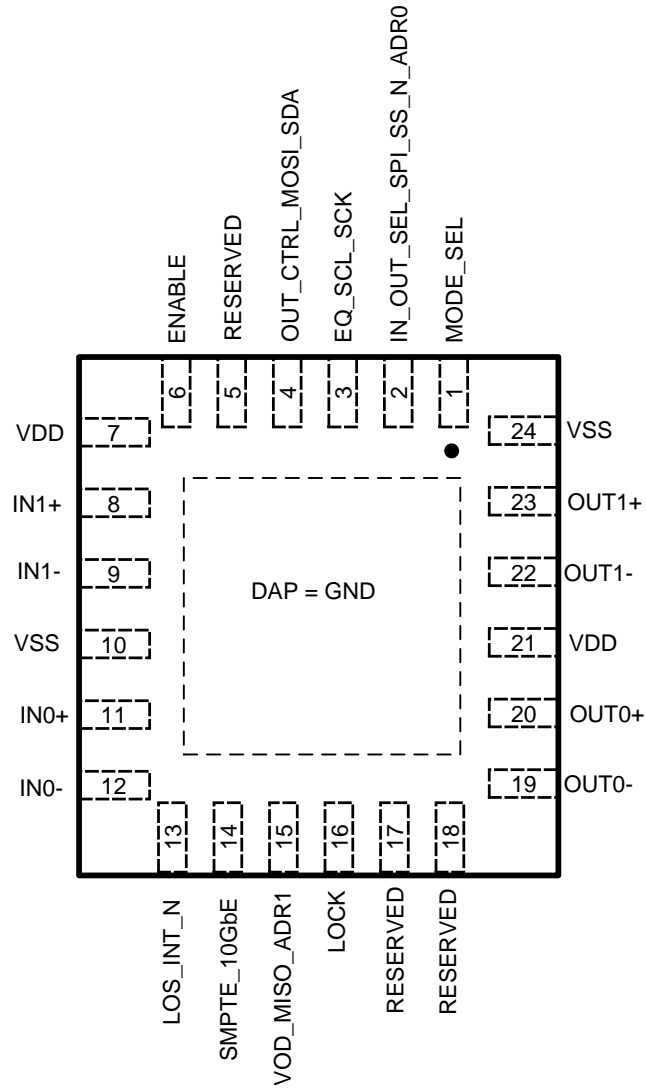 ENABLE
RESERVED
OUT_CTRL_MOSI_SDA
EQ_SCL_SCK
IN_OUT_SEL_SPI_SS_N_ADR0
MODE_SEL
6
5
4
3
2
1
VDD 7
24 VSS
IN1+ 8
23 OUT1+
IN1- 9
22 OUT1-
DAP = GND
VSS 10
21 VDD
IN0+ 11
20 OUT0+
IN0- 12
19 OUT0-
13
14
15
16
17
18
LOS_INT_N
SMPTE_10GbE
VOD_MISO_ADR1
LOCK
RESERVED
RESERVED